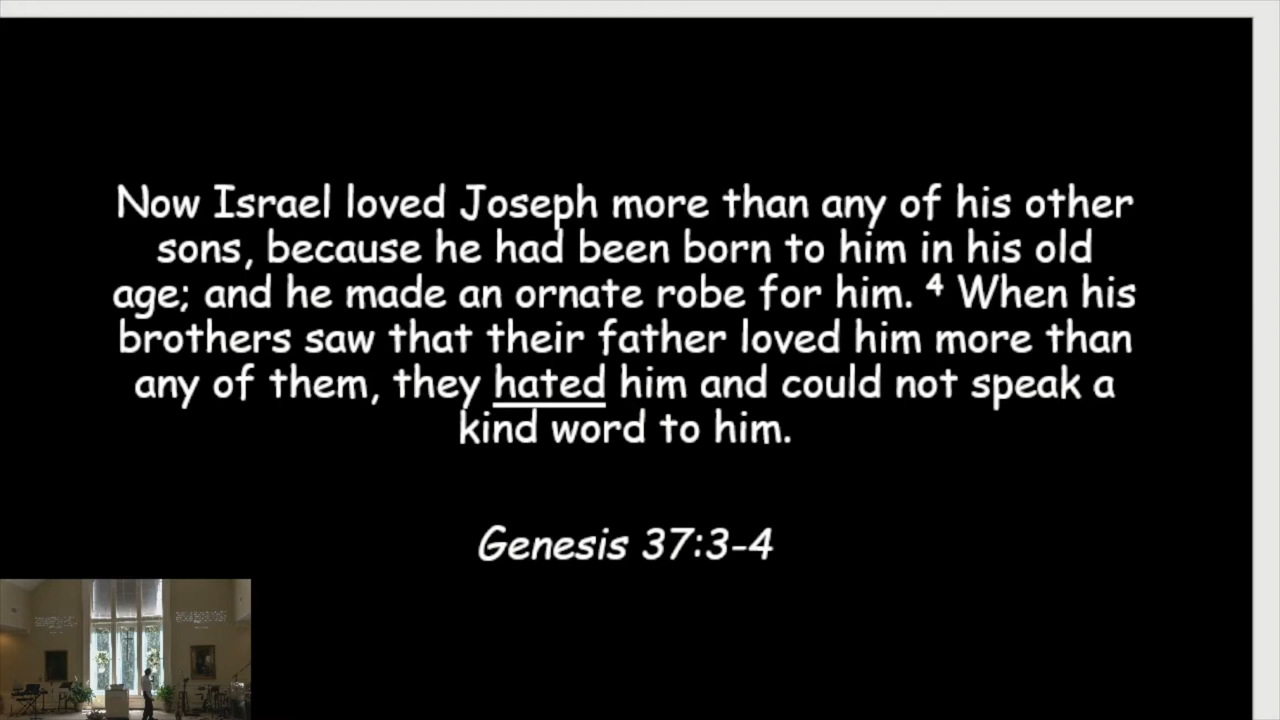 Now Israel loved Joseph more than any of his other
sons, because he had been born to him in his old
age; and he made an ornate robe for him. ⁴ When his
brothers saw that their father loved him more than
any of them, they hated him and could not speak a
kind word to him.
Genesis 37:3-4